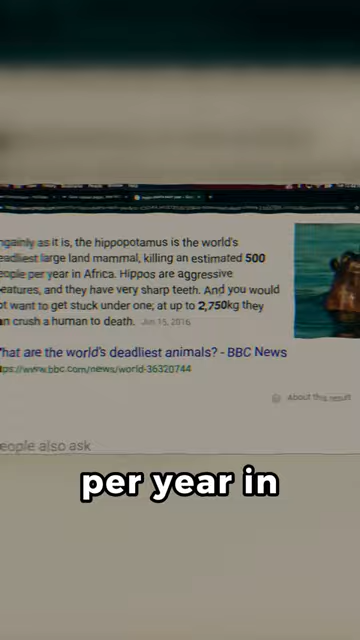 ngainly as it is, the hippopotamus is the world's
eadliest large land mammal, killing an estimated 500
eople per year in Africa. Hippos are aggressive
eatures, and they have very sharp teeth. And you would
ot want to get stuck under one; at up to 2,750kg they
an crush a human to death. Jun 15, 2016
hat are the world's deadliest animals? - BBC News
tps://www.bbc.com/news/world-36320744
About this result
eople also ask
per year in